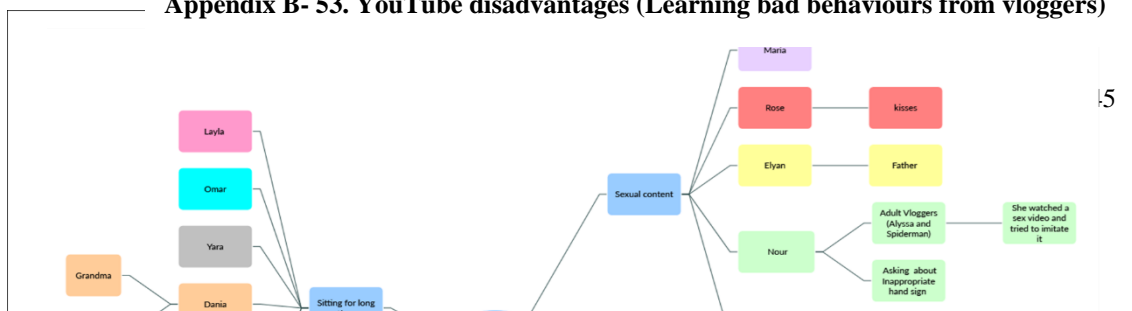 Appendix B- 53. YouTube disadvantages (Learning bad behaviours from vloggers)
Maria
Rose
kisses
Layla
Elyan
Father
Omar
Sexual content
Adult Vloggers
(Alyssa and
Spiderman)
She watched a
sex video and
tried to imitate
it
Yara
Nour
Grandma
Asking about
Inappropriate
hand sign
Dania
Sitting for long